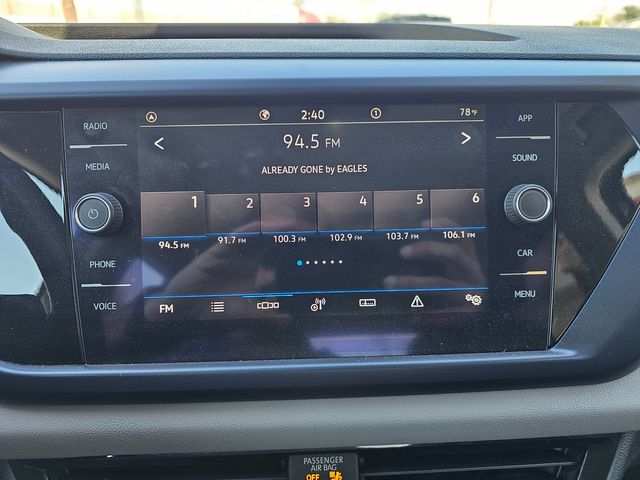 RADIO
MEDIA
PHONE
VOICE
2:40
1
78°F
94.5 FM
ALREADY GONE by EAGLES
1 2 3 4 5 6
94.5 FM 91.7 FM 100.3 FM 102.9 FM 103.7 FM 106.1 FM
FM
APP
SOUND
CAR
MENU
PASSENGER
AIR BAG
OFF